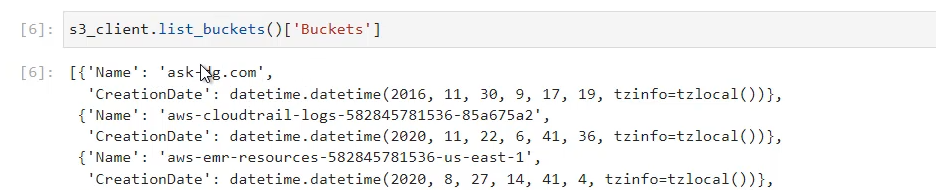 [6]: s3_client.list_buckets()['Buckets']
[6]: [{'Name': 'ask- g.com',
'CreationDate': datetime.datetime(2016, 11, 30, 9, 17, 19, tzinfo=tzlocal())},
{'Name': 'aws-cloudtrail-logs-582845781536-85a675a2',
'CreationDate': datetime.datetime(2020, 11, 22, 6, 41, 36, tzinfo=tzlocal())},
{'Name': 'aws-emr-resources-582845781536-us-east-1',
'CreationDate': datetime.datetime(2020, 8, 27, 14, 41, 4, tzinfo=tzlocal())},